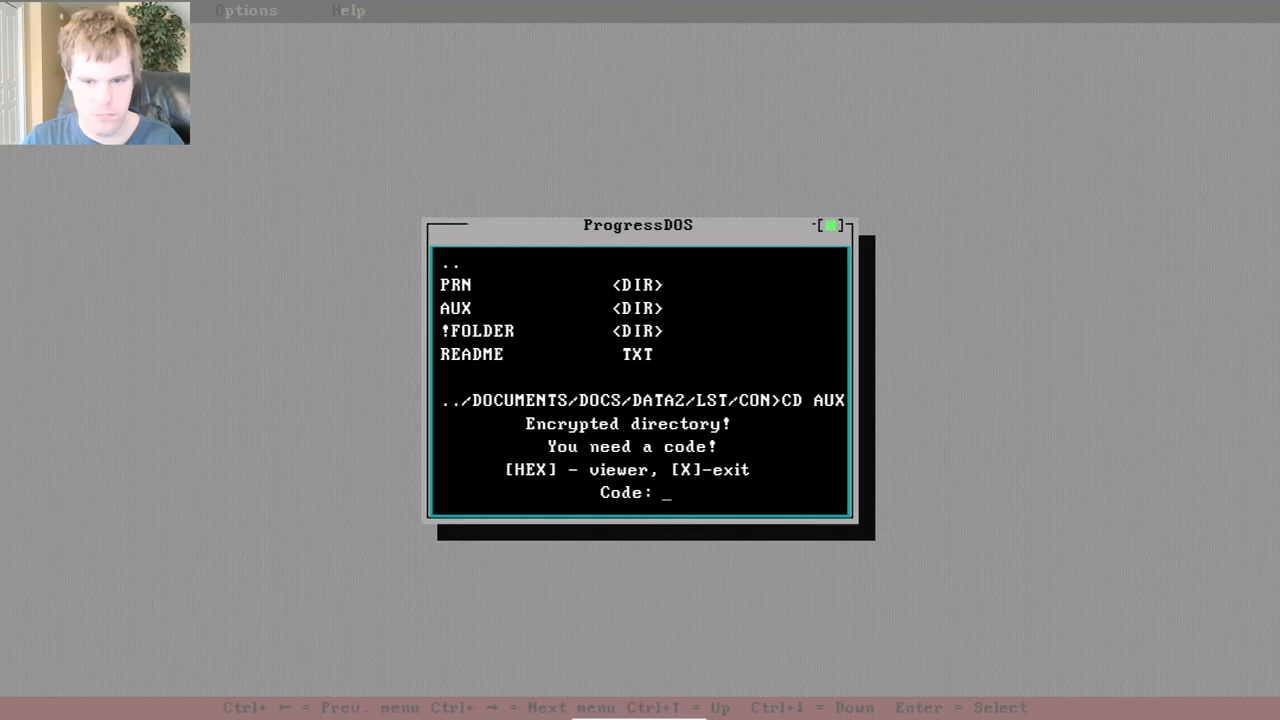 Options Help
ProgressDOS
[■]
..
PRN <DIR>
AUX <DIR>
!FOLDER <DIR>
README TXT
../DOCUMENTS/DOCS/DATA2/LST/CON>CD AUX
Encrypted directory!
You need a code!
[HEX] - viewer, [X]-exit
Code: _
Ctrl+ ← = Prev. menu Ctrl+ → = Next menu Ctrl+↑ = Up Ctrl+↓ = Down Enter = Select